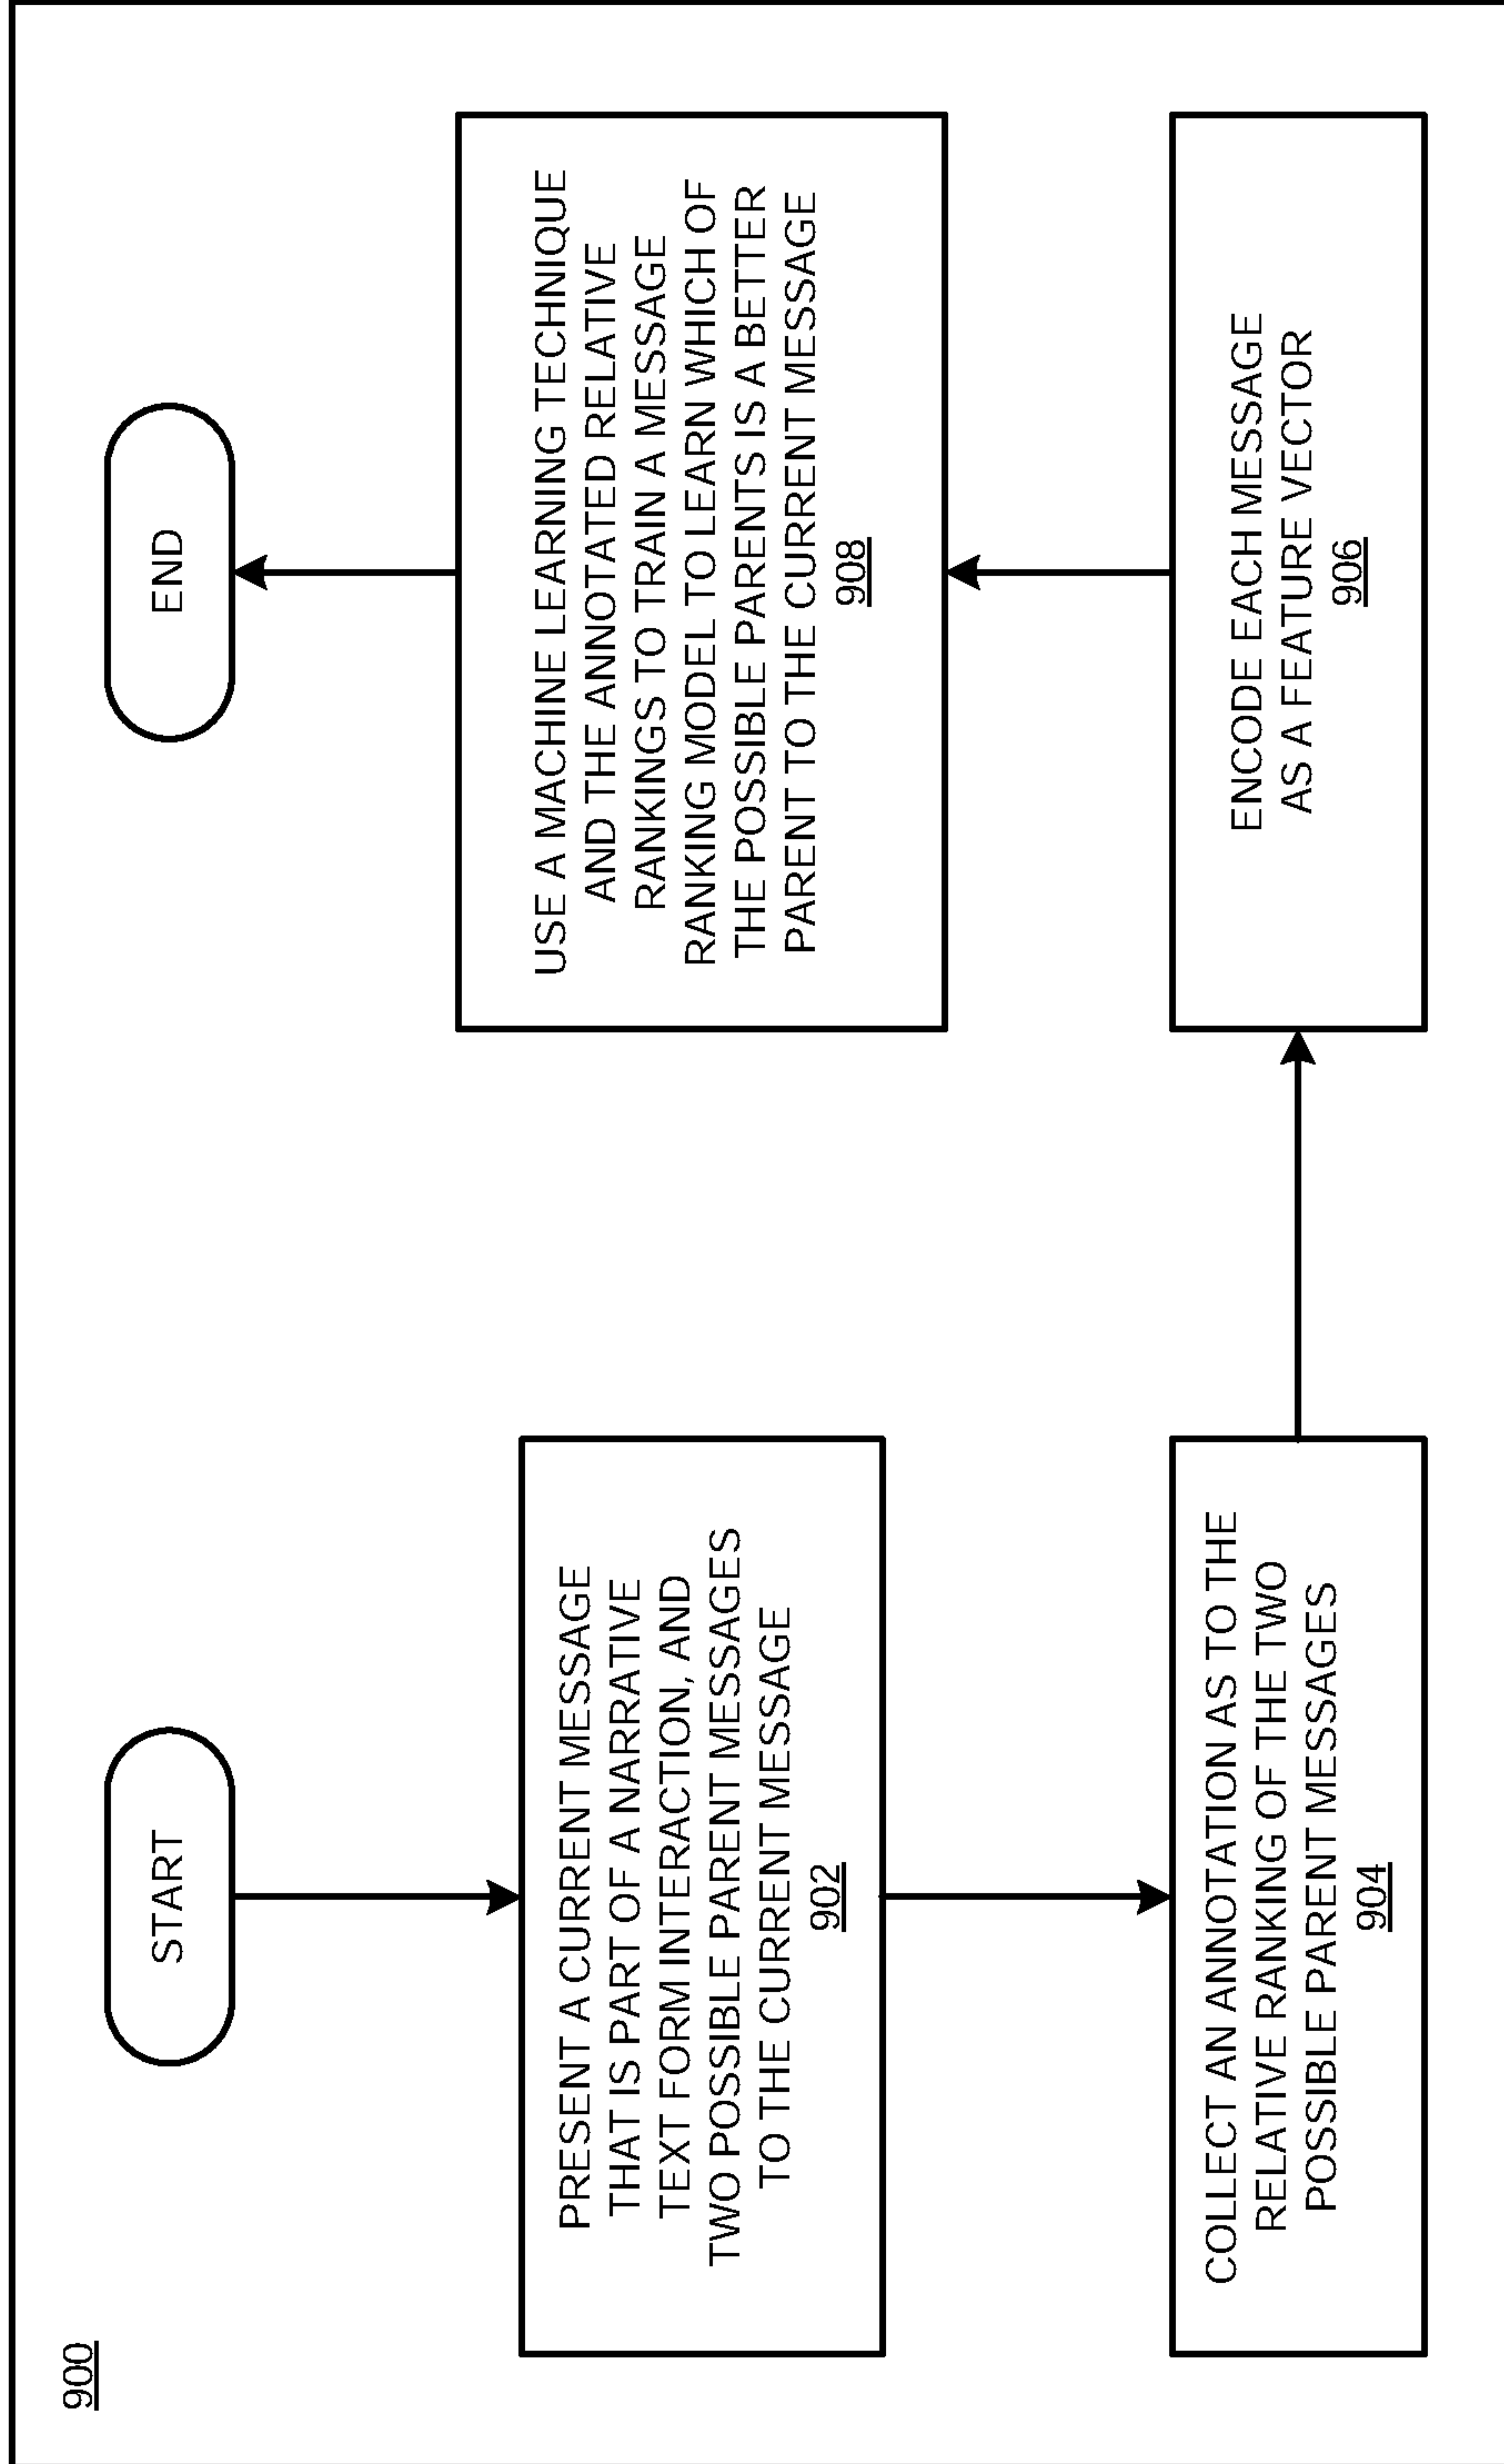 900
START
PRESENT A CURRENT MESSAGE
THAT IS PART OF A NARRATIVE
TEXT FORM INTERACTION, AND
TWO POSSIBLE PARENT MESSAGES
TO THE CURRENT MESSAGE
902
COLLECT AN ANNOTATION AS TO THE
RELATIVE RANKING OF THE TWO
POSSIBLE PARENT MESSAGES
904
ENCODE EACH MESSAGE
AS A FEATURE VECTOR
906
USE A MACHINE LEARNING TECHNIQUE
AND THE ANNOTATED RELATIVE
RANKINGS TO TRAIN A MESSAGE
RANKING MODEL TO LEARN WHICH OF
THE POSSIBLE PARENTS IS A BETTER
PARENT TO THE CURRENT MESSAGE
908
END